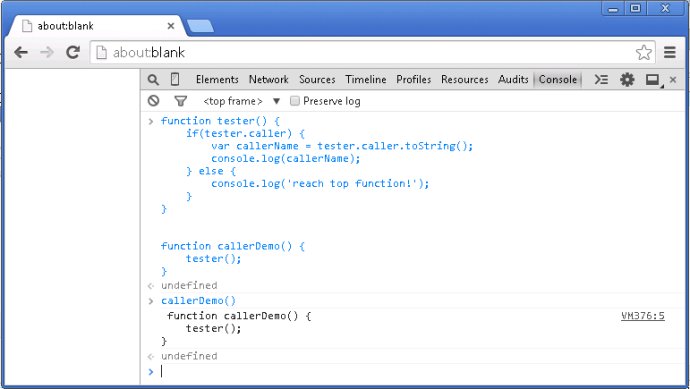 about:blank
about:blank
Elements Network Sources Timeline Profiles Resources Audits Console
<top frame> Preserve log
function tester() {
if(tester.caller) {
var callerName = tester.caller.toString();
console.log(callerName);
} else {
console.log('reach top function!');
}
}
function callerDemo() {
tester();
}
undefined
callerDemo()
function callerDemo() { VM376:5
tester();
}
undefined